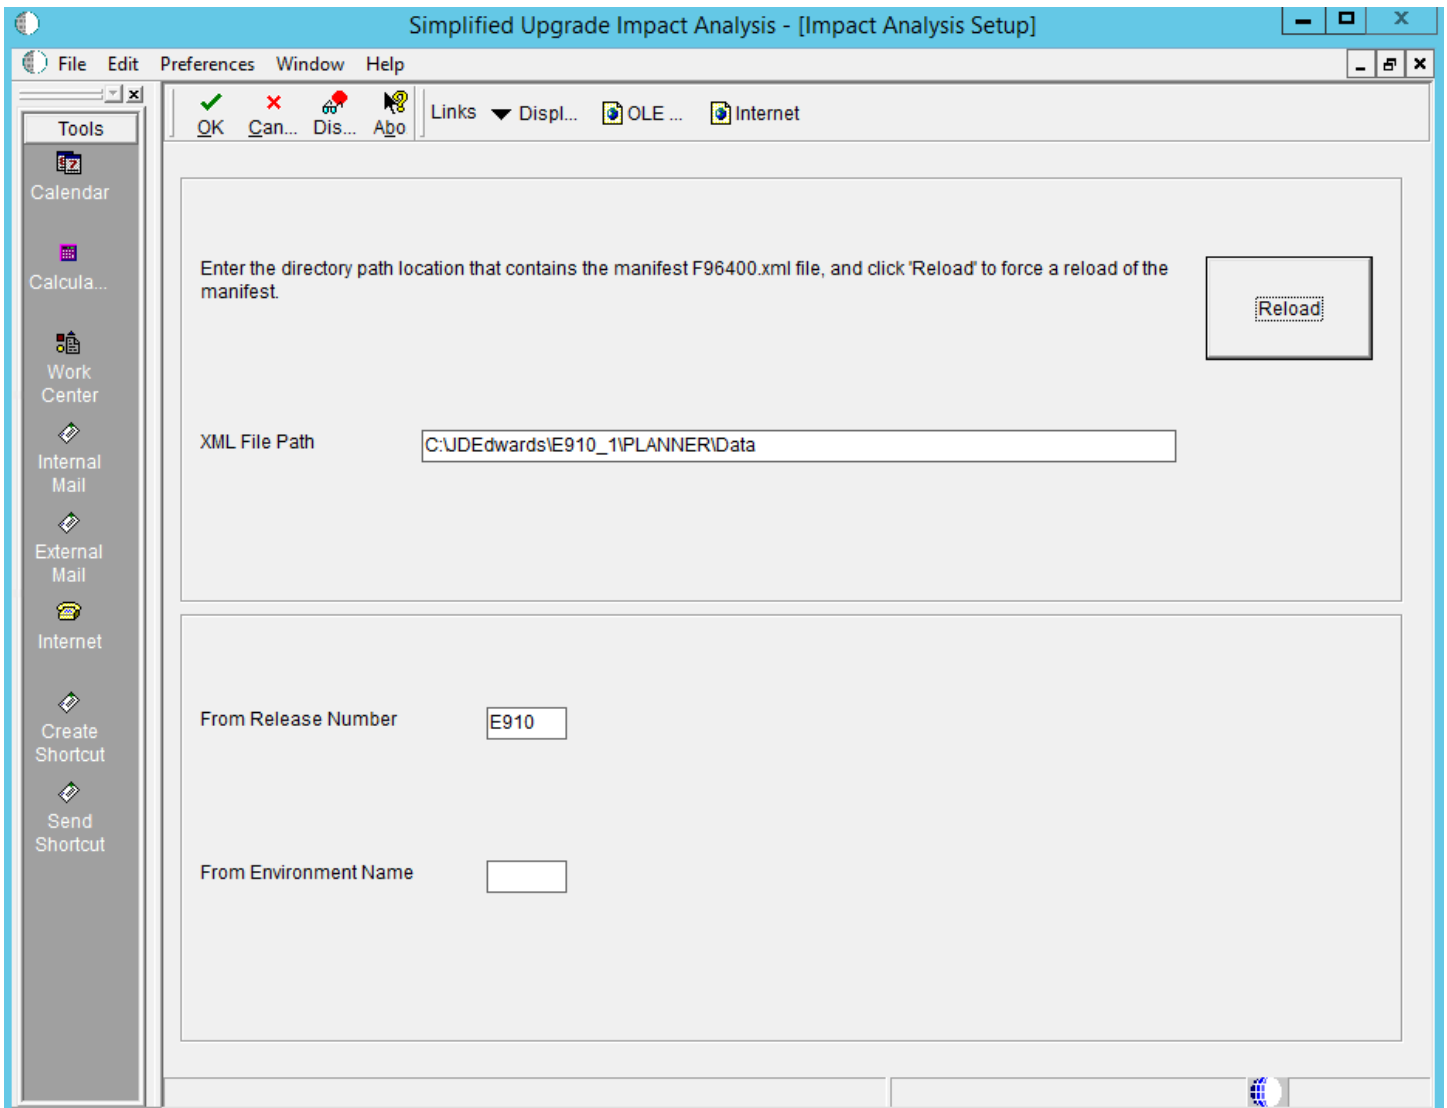 Simplified Upgrade Impact Analysis - [Impact Analysis Setup]
File Edit Preferences Window Help
Tools
OK Can... Dis... Abo Links Displ... OLE ... Internet
Calendar
Calcula...
Work
Center
Internal
Mail
External
Mail
Internet
Create
Shortcut
Send
Shortcut
Enter the directory path location that contains the manifest F96400.xml file, and click 'Reload' to force a reload of the
manifest.
Reload
XML File Path C:\JDEdwards\E910_1\PLANNER\Data
From Release Number E910
From Environment Name